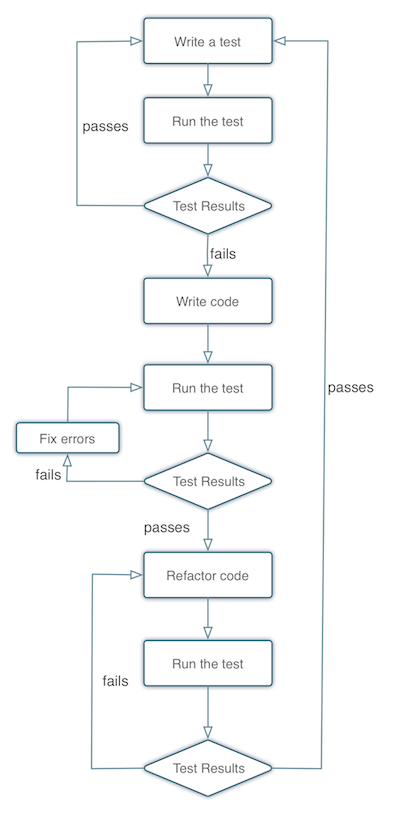 Write a test
passes
Run the test
Test Results
fails
Write code
Run the test
passes
Fix errors
fails
Test Results
passes
Refactor code
Run the test
fails
Test Results